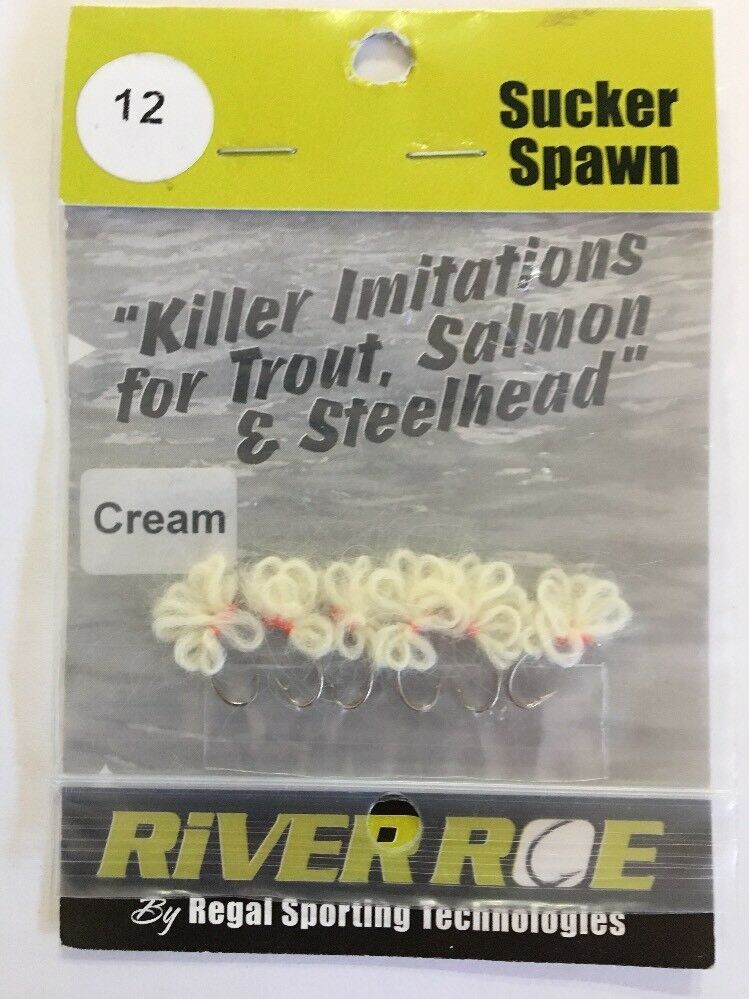 12
Sucker
Spawn
"Killer Imitations
for Trout, Salmon
& Steelhead"
Cream
RiVER ROE
By Regal Sporting Technologies